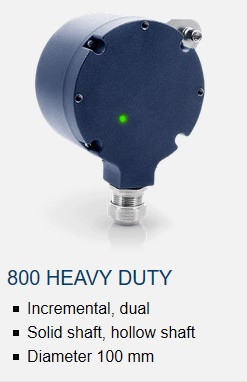 800 HEAVY DUTY
Incremental, dual
Solid shaft, hollow shaft
Diameter 100 mm